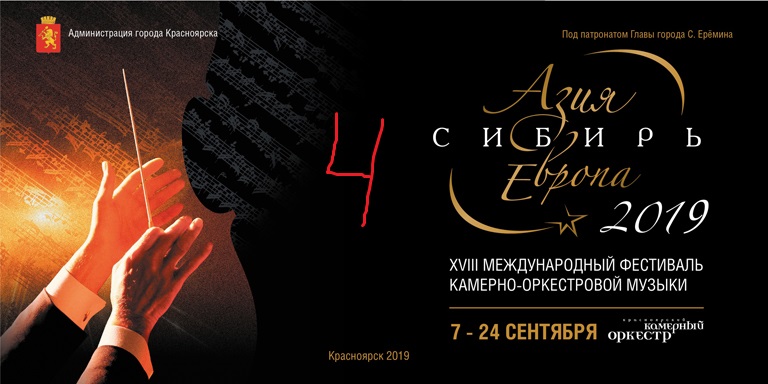 Администрация города Красноярска
Под патронатом Главы города С. Ерёмина
Азия
СИБИРЬ
Европа
2019
4
XVIII МЕЖДУНАРОДНЫЙ ФЕСТИВАЛЬ
КАМЕРНО-ОРКЕСТРОВОЙ МУЗЫКИ
7 - 24 СЕНТЯБРЯ
красноярский
камерный
оркестр
Красноярск 2019